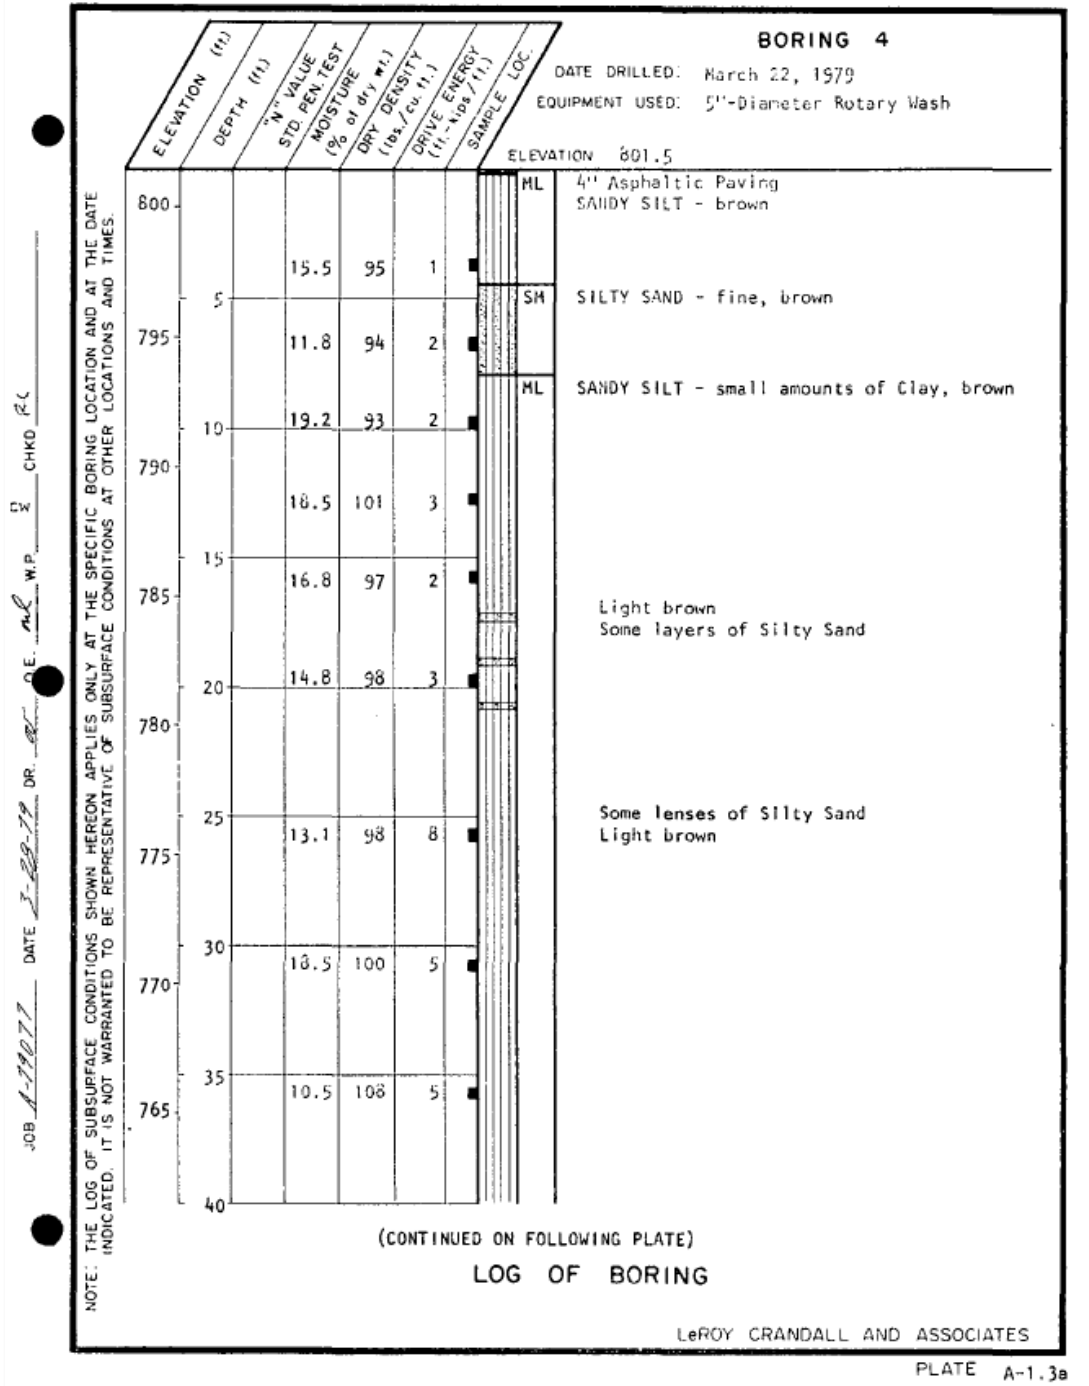 BORING 4
DATE DRILLED: March 22, 1979
EQUIPMENT USED: 5"-Diameter Rotary Wash
ELEVATION 801.5
ELEVATION (ft.)
DEPTH (ft.)
"N" VALUE
STD. PEN. TEST
MOISTURE
(% of dry wt.)
DRY DENSITY
(lbs./cu. ft.)
DRIVE ENERGY
(ft.-kips/ft.)
SAMPLE LOC.
ML 4" Asphaltic Paving
800 SANDY SILT - brown
15.5 95 1
5 SM SILTY SAND - fine, brown
795 11.8 94 2
ML SANDY SILT - small amounts of Clay, brown
10 19.2 93 2
790
18.5 101 3
15
785 16.8 97 2
Light brown
Some layers of Silty Sand
20 14.8 98 3
780
25 Some lenses of Silty Sand
13.1 98 8 Light brown
775
30
18.5 100 5
770
35
10.5 108 5
765
40
(CONTINUED ON FOLLOWING PLATE)
LOG OF BORING
LeROY CRANDALL AND ASSOCIATES
PLATE A-1.3a
NOTE: THE LOG OF SUBSURFACE CONDITIONS SHOWN HEREON APPLIES ONLY AT THE SPECIFIC BORING LOCATION AND AT THE DATE
INDICATED. IT IS NOT WARRANTED TO BE REPRESENTATIVE OF SUBSURFACE CONDITIONS AT OTHER LOCATIONS AND TIMES.
JOB A-79077 DATE 3-28-79 DR. O.E. W.P. CHKD RL